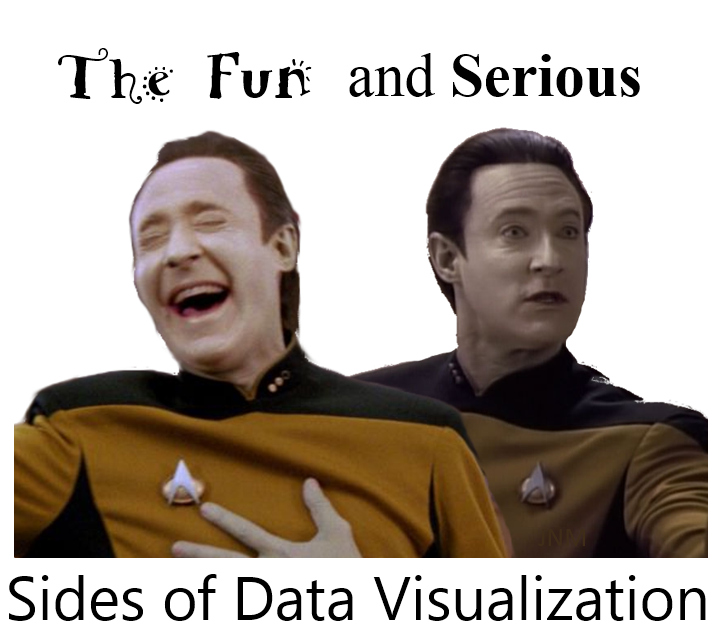 The Fun and Serious
Sides of Data Visualization